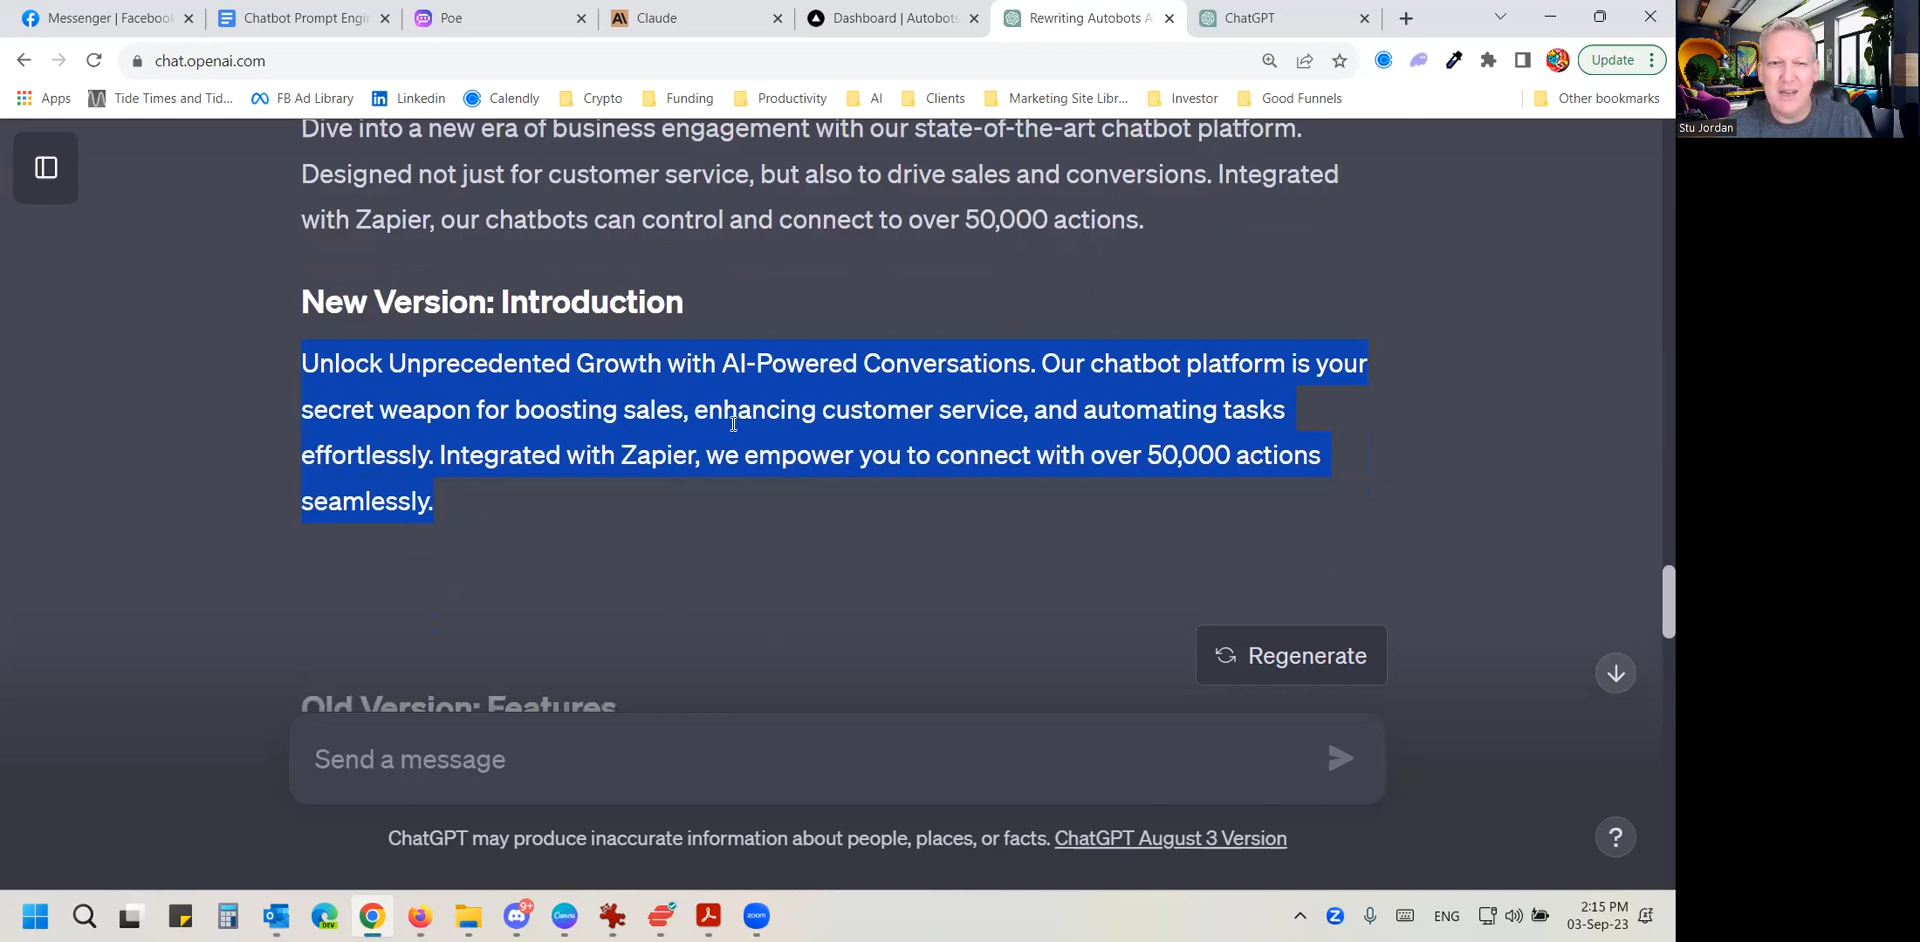 Messenger | Facebook
Chatbot Prompt Engi
Poe
Claude
Dashboard | Autobots
Rewriting Autobots A
ChatGPT
chat.openai.com
Update
Apps
Tide Times and Tid...
FB Ad Library
Linkedin
Calendly
Crypto
Funding
Productivity
AI
Clients
Marketing Site Libr...
Investor
Good Funnels
Other bookmarks
Stu Jordan
Dive into a new era of business engagement with our state-of-the-art chatbot platform.
Designed not just for customer service, but also to drive sales and conversions. Integrated
with Zapier, our chatbots can control and connect to over 50,000 actions.
New Version: Introduction
Unlock Unprecedented Growth with AI-Powered Conversations. Our chatbot platform is your
secret weapon for boosting sales, enhancing customer service, and automating tasks
effortlessly. Integrated with Zapier, we empower you to connect with over 50,000 actions
seamlessly.
Regenerate
Old Version: Features
Send a message
ChatGPT may produce inaccurate information about people, places, or facts. ChatGPT August 3 Version
?
DEV
9+
Canva
zoom
Z
ENG
2:15 PM
03-Sep-23